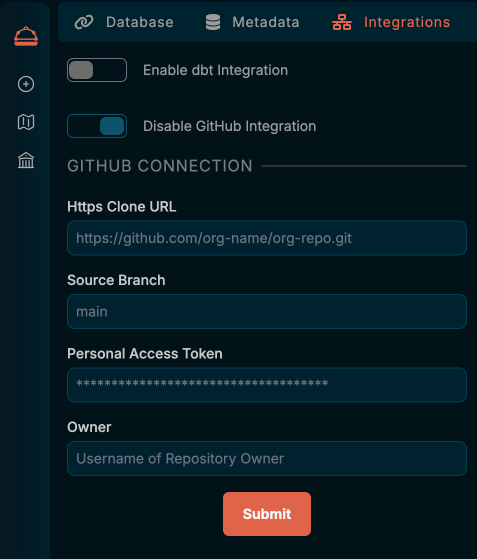 Database Metadata Integrations
Enable dbt Integration
Disable GitHub Integration
GITHUB CONNECTION
Https Clone URL
https://github.com/org-name/org-repo.git
Source Branch
main
Personal Access Token
*************************************
Owner
Username of Repository Owner
Submit